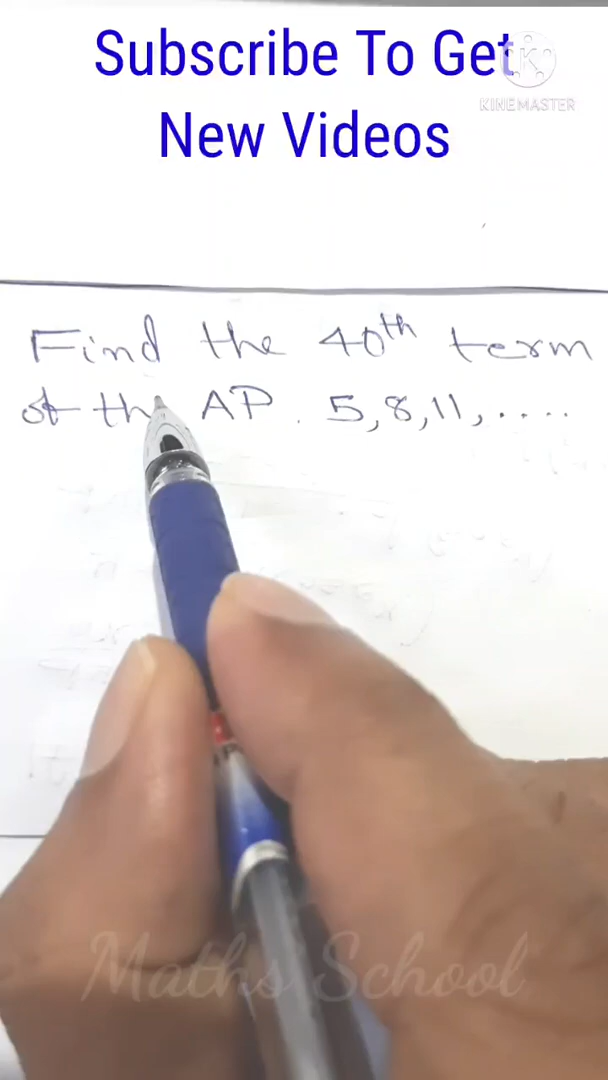 Subscribe To Get
New Videos
KINEMASTER
Find the 40th term
of the AP. 5,8,11,....
Maths School